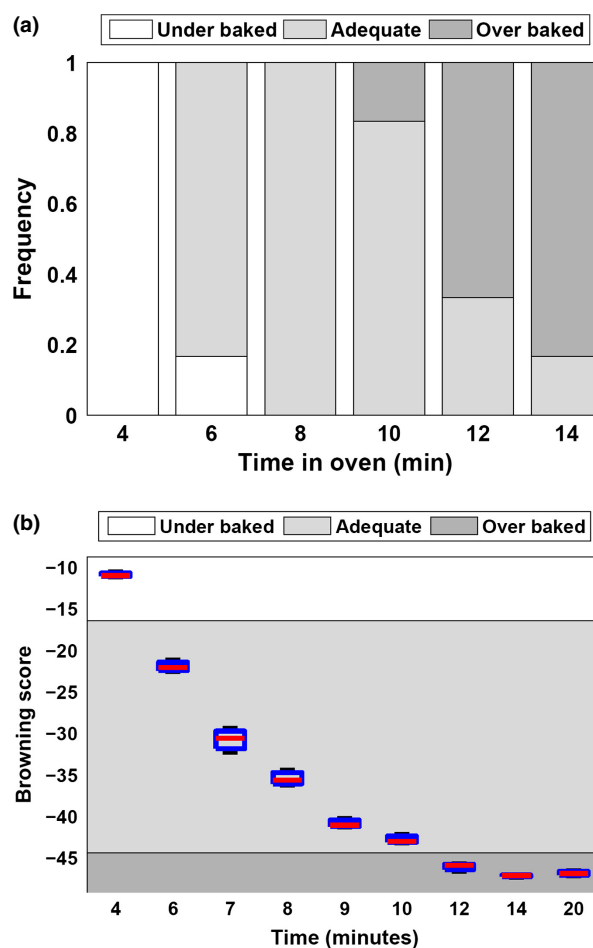 (a)
Under baked Adequate Over baked
1
0.8
0.6
0.4
0.2
0
Frequency
4 6 8 10 12 14
Time in oven (min)
(b)
Under baked Adequate Over baked
−10
−15
−20
−25
−30
−35
−40
−45
Browning score
4 6 7 8 9 10 12 14 20
Time (minutes)